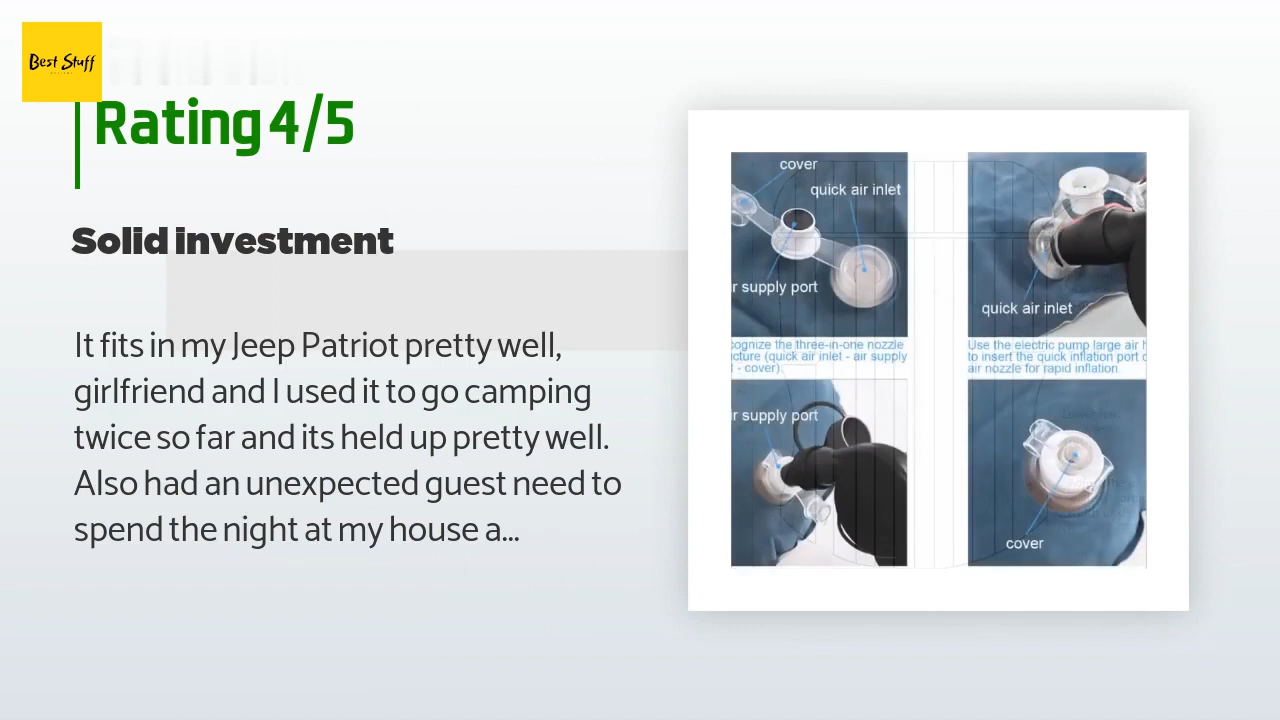 Best Stuff
Rating 4/5
Solid investment
It fits in my Jeep Patriot pretty well,
girlfriend and I used it to go camping
twice so far and its held up pretty well.
Also had an unexpected guest need to
spend the night at my house a...
cover
quick air inlet
r supply port
cognize the three-in-one nozzle
cture (quick air inlet - air supply
t - cover).
quick air inlet
Use the electric pump large air h
to insert the quick inflation port o
air nozzle for rapid inflation.
r supply port
cover